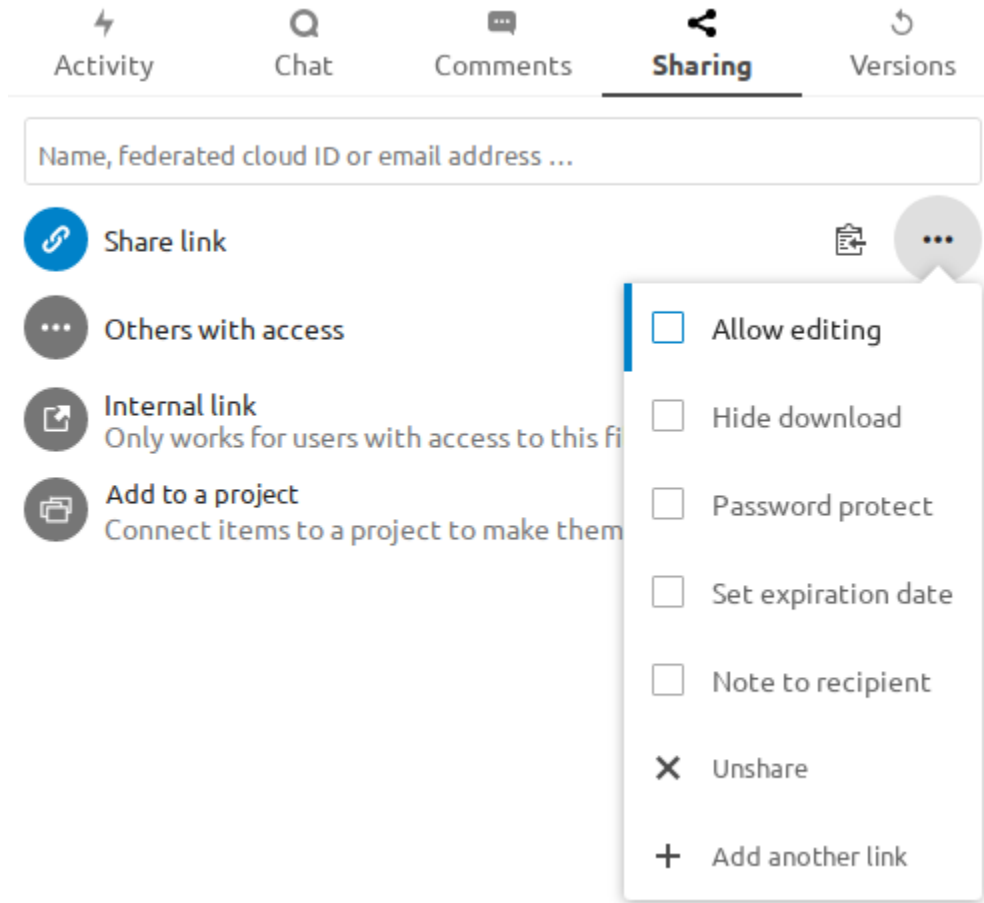 Activity
Chat
Comments
Sharing
Versions
Name, federated cloud ID or email address ...
Share link
Others with access
Internal link
Only works for users with access to this fi
Add to a project
Connect items to a project to make them
Allow editing
Hide download
Password protect
Set expiration date
Note to recipient
Unshare
Add another link